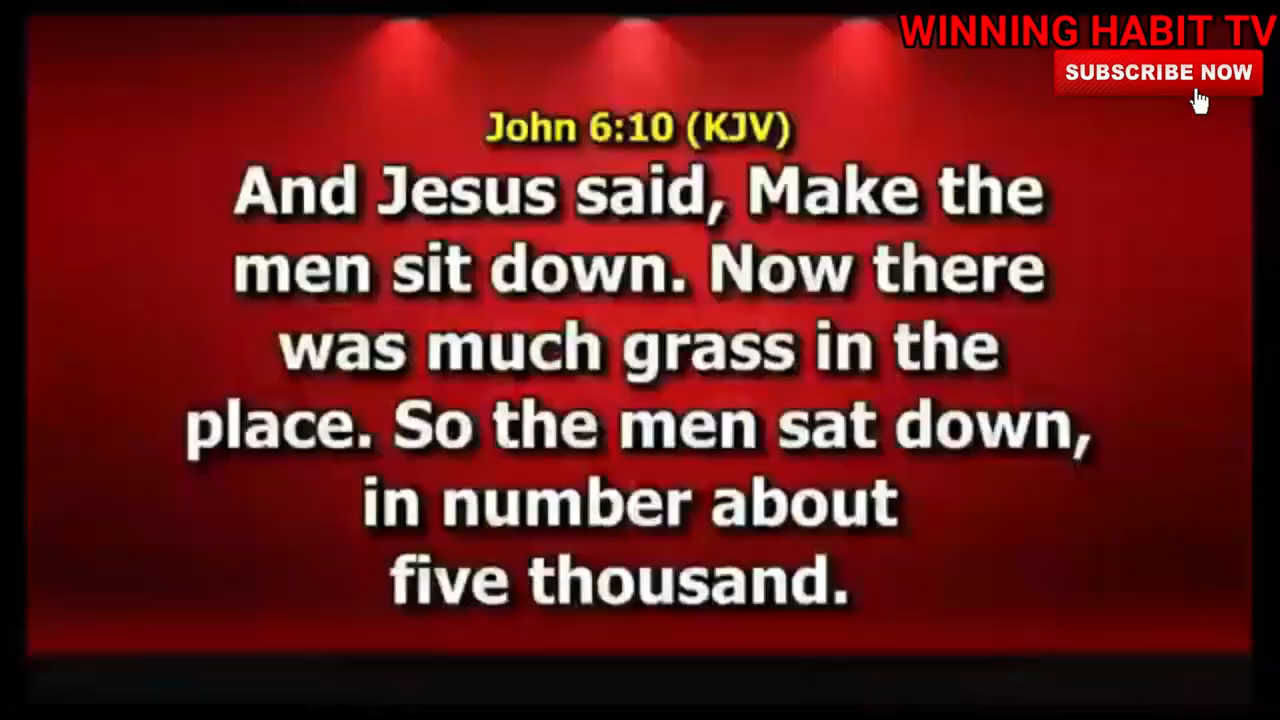 WINNING HABIT TV
SUBSCRIBE NOW
John 6:10 (KJV)
And Jesus said, Make the
men sit down. Now there
was much grass in the
place. So the men sat down,
in number about
five thousand.